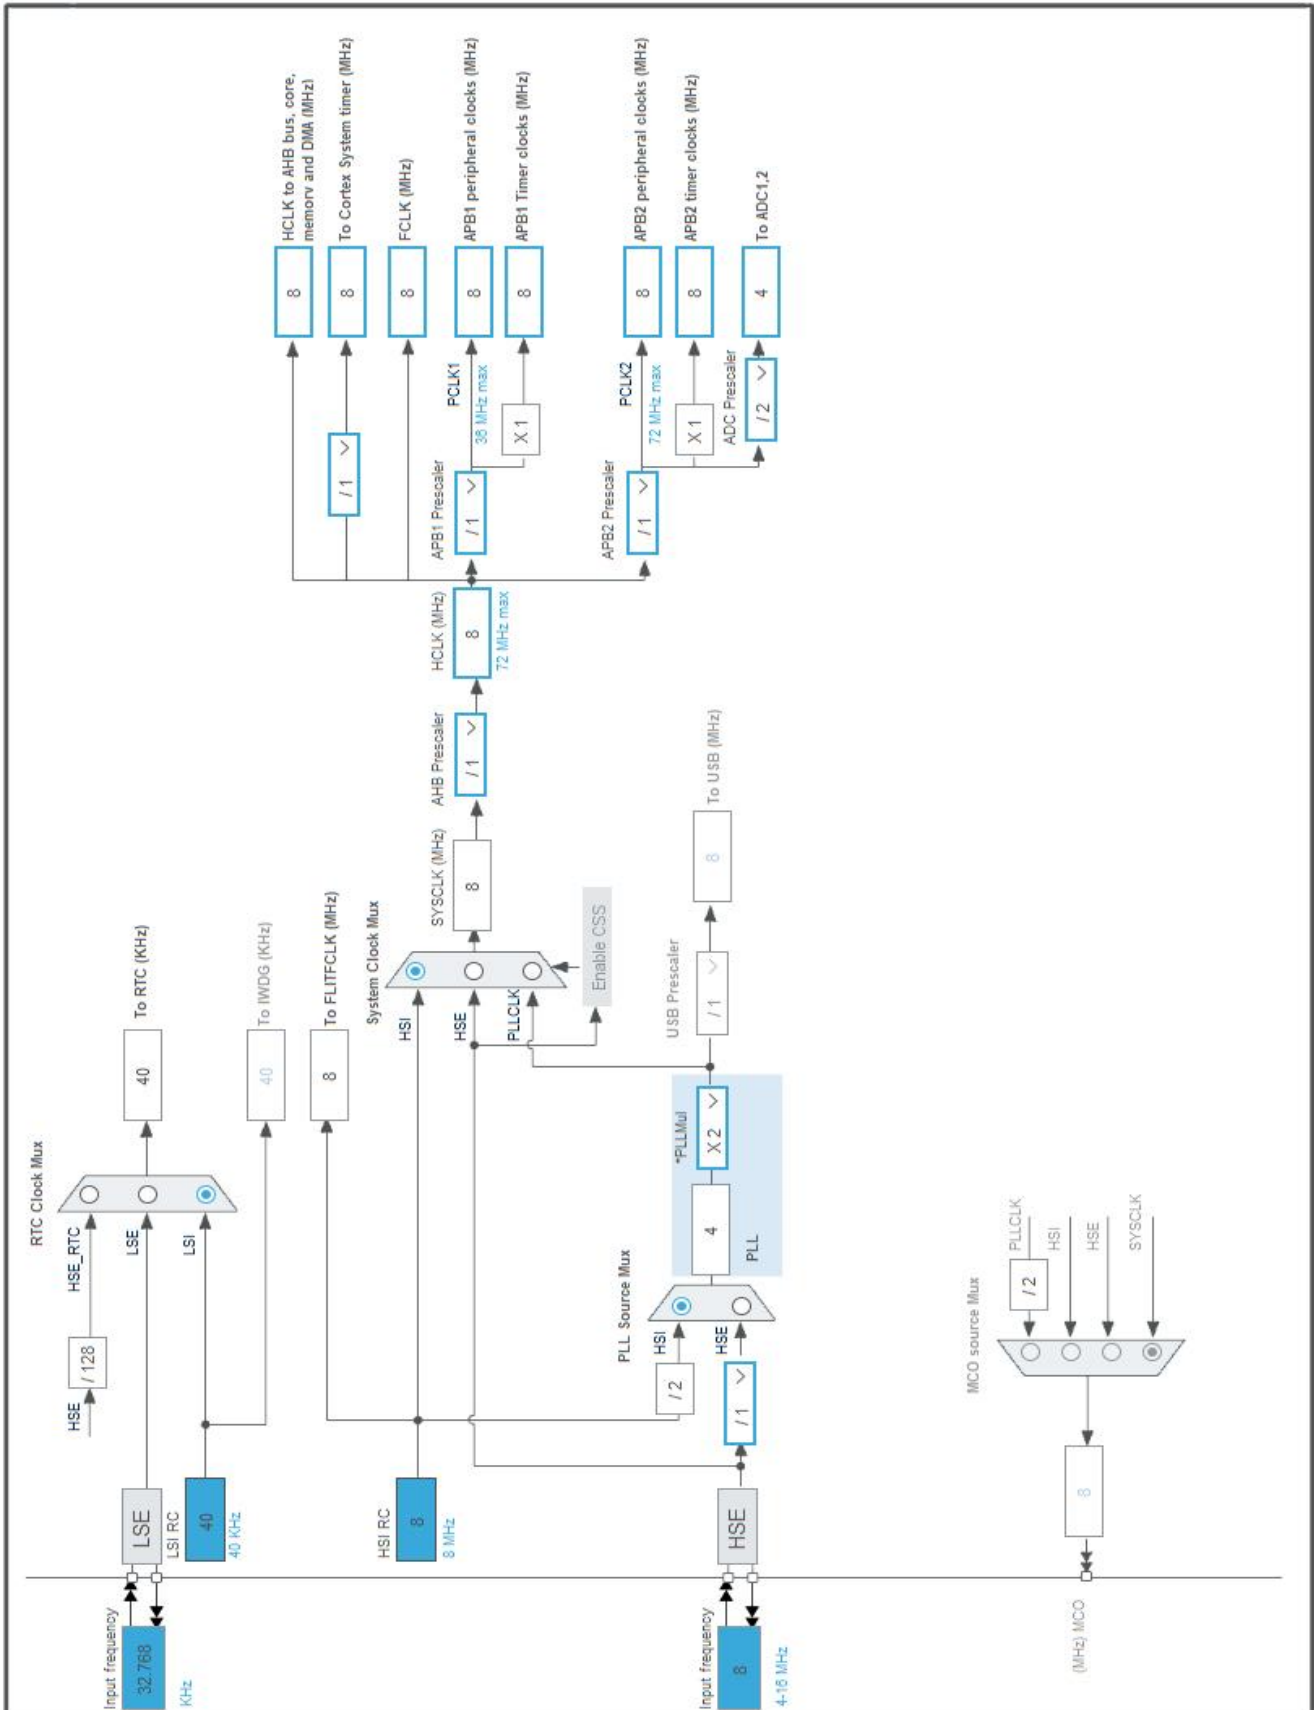 RTC Clock Mux
HSE
/ 128
HSE_RTC
LSE
LSI
40
To RTC (KHz)
40
To IWDG (KHz)
Input frequency
32.768
KHz
LSE
LSI RC
40
40 KHz
8
To FLITFCLK (MHz)
HSI RC
8
8 MHz
System Clock Mux
HSI
HSE
PLLCLK
Enable CSS
SYSCLK (MHz)
8
AHB Prescaler
/ 1
HCLK (MHz)
8
72 MHz max
/ 1
8
HCLK to AHB bus, core,
memory and DMA (MHz)
8
To Cortex System timer (MHz)
8
FCLK (MHz)
APB1 Prescaler
/ 1
PCLK1
36 MHz max
8
APB1 peripheral clocks (MHz)
X 1
8
APB1 Timer clocks (MHz)
APB2 Prescaler
/ 1
PCLK2
72 MHz max
8
APB2 peripheral clocks (MHz)
X 1
8
APB2 timer clocks (MHz)
ADC Prescaler
/ 2
4
To ADC1,2
PLL Source Mux
/ 2
HSI
HSE
/ 1
4
*PLLMul
X 2
PLL
USB Prescaler
/ 1
8
To USB (MHz)
Input frequency
8
4-16 MHz
HSE
MCO source Mux
/ 2
PLLCLK
HSI
HSE
SYSCLK
8
(MHz) MCO